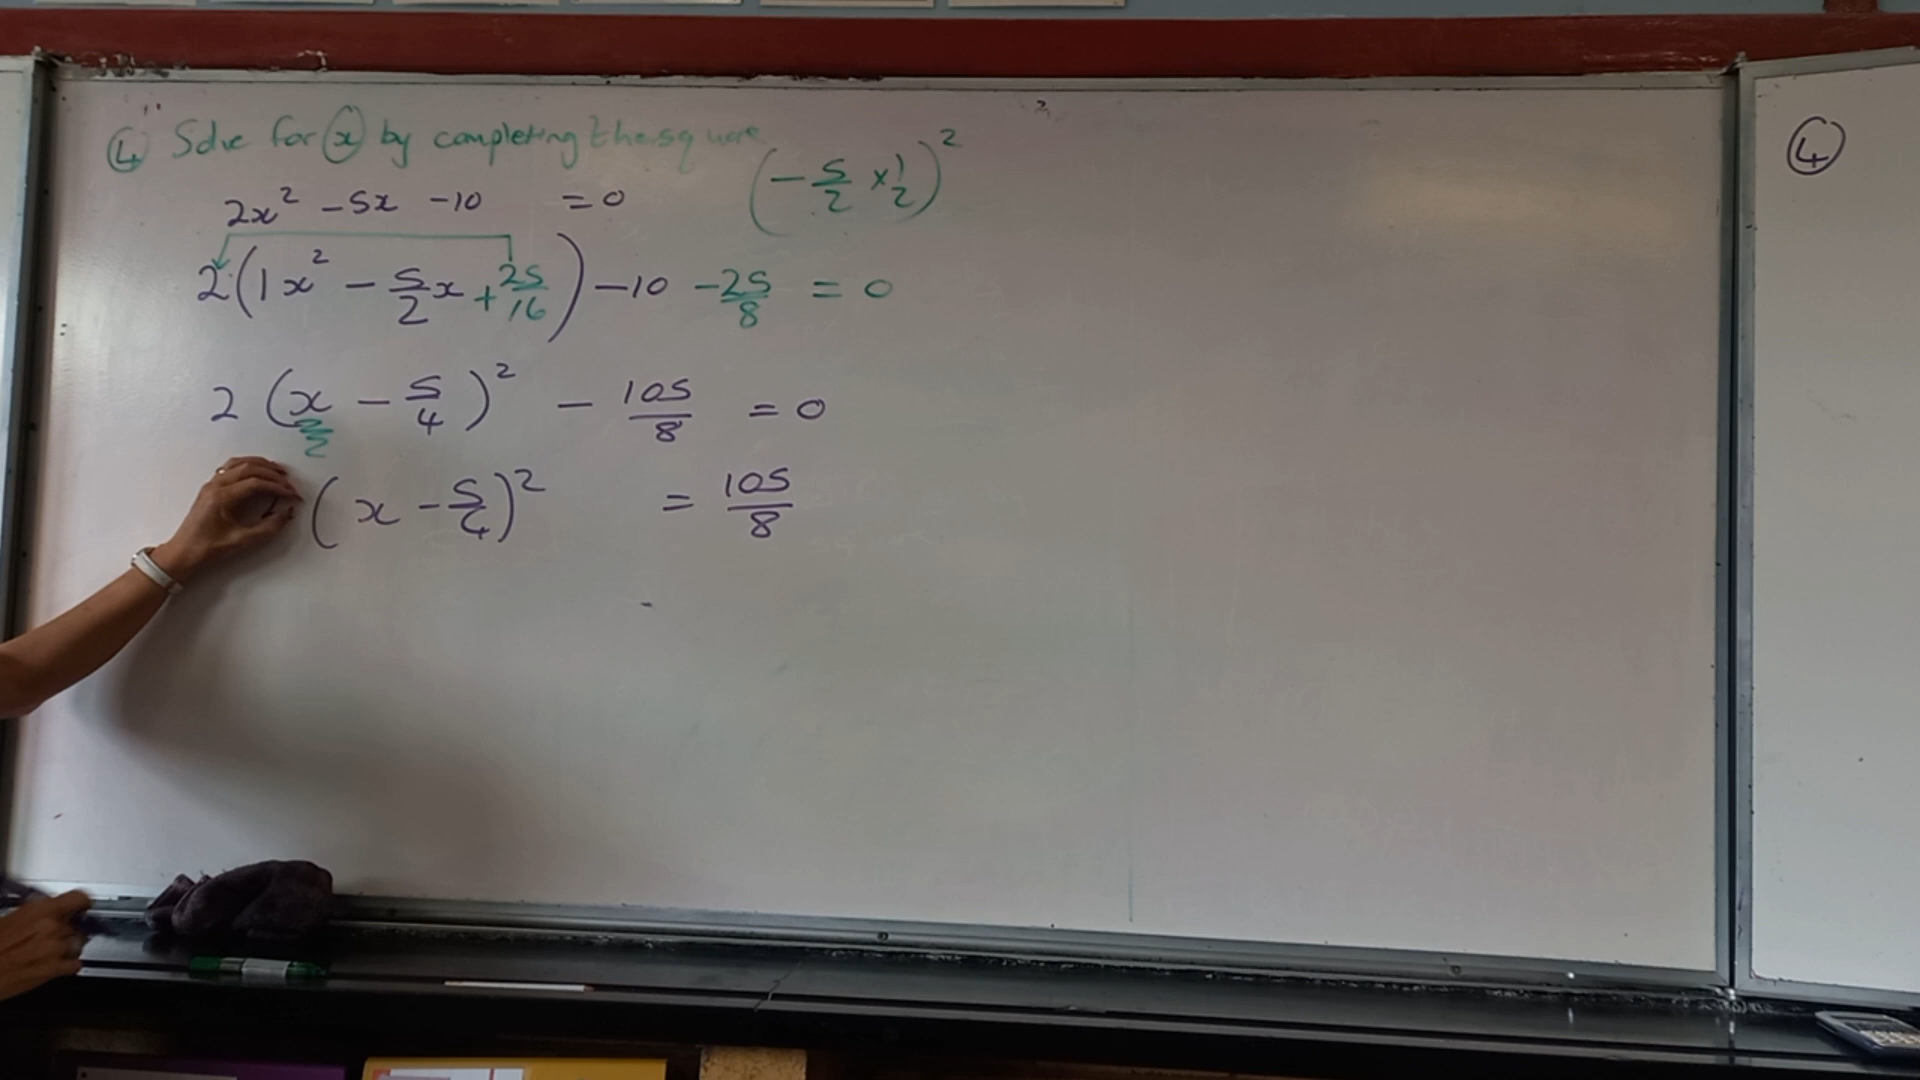 ④ Solve for x by completing the square
2x² - 5x - 10 = 0
(-5/2 × 1/2)²
2(1x² - 5/2x + 25/16) - 10 - 25/8 = 0
2(x - 5/4)² - 105/8 = 0
(x - 5/4)² = 105/8
④